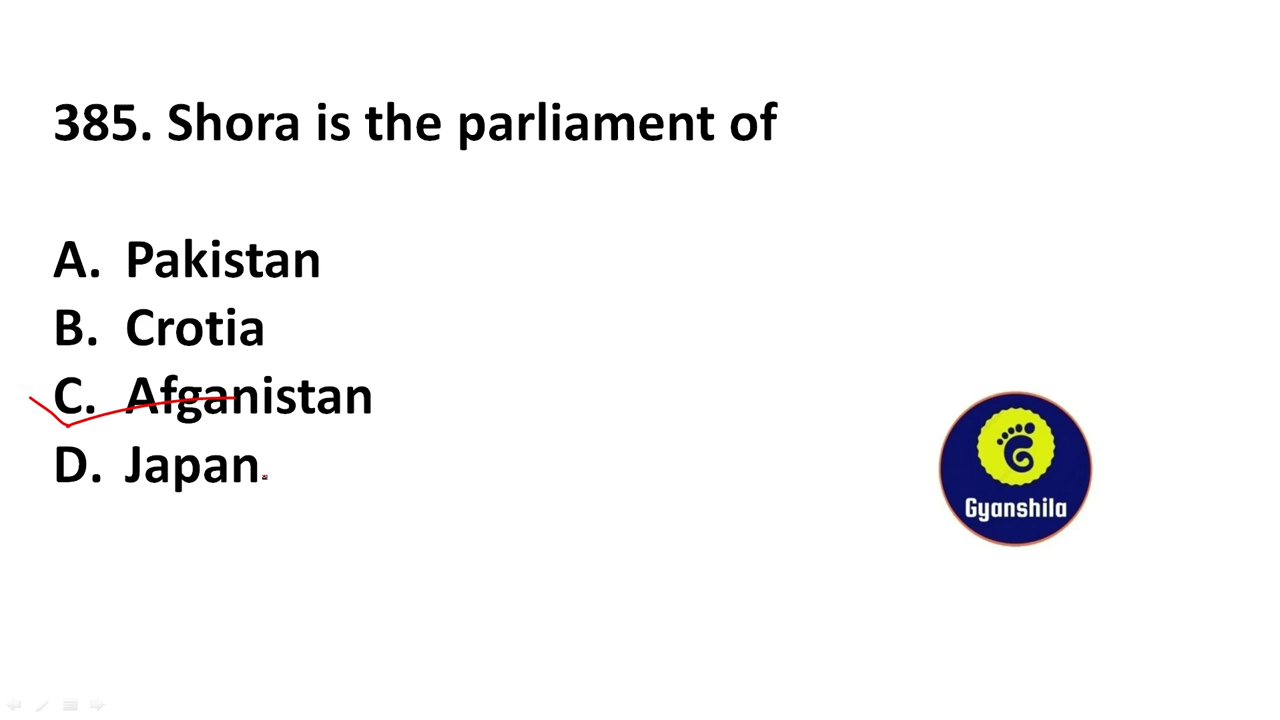 385. Shora is the parliament of
A. Pakistan
B. Crotia
C. Afganistan
D. Japan
Gyanshila